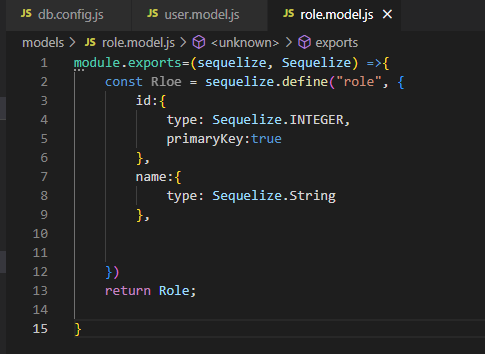 JS db.config.js JS user.model.js JS role.model.js ×
models > JS role.model.js > <unknown> > exports
1 module.exports=(sequelize, Sequelize) =>{
2 const Rloe = sequelize.define("role", {
3 id:{
4 type: Sequelize.INTEGER,
5 primaryKey:true
6 },
7 name:{
8 type: Sequelize.String
9 },
10
11
12 })
13 return Role;
14
15 }